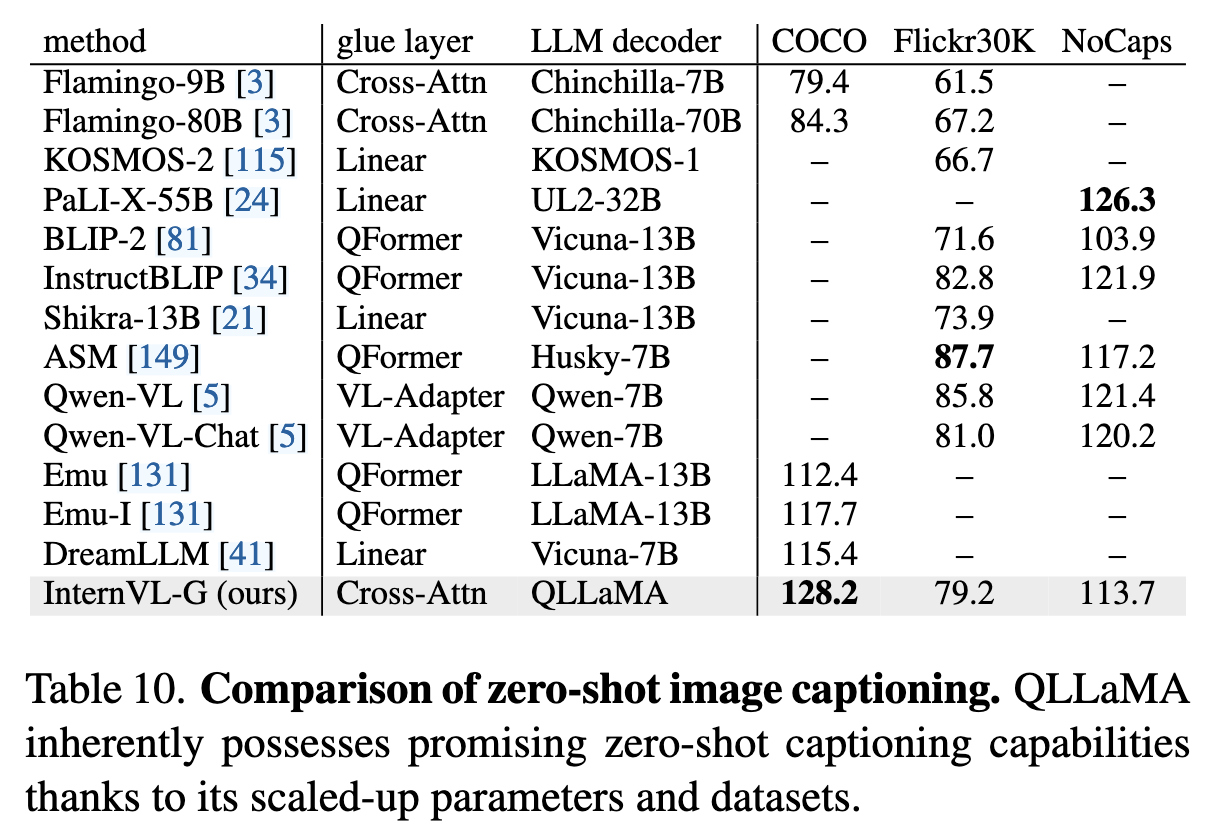 method glue layer LLM decoder COCO Flickr30K NoCaps
Flamingo-9B [3] Cross-Attn Chinchilla-7B 79.4 61.5 –
Flamingo-80B [3] Cross-Attn Chinchilla-70B 84.3 67.2 –
KOSMOS-2 [115] Linear KOSMOS-1 – 66.7 –
PaLI-X-55B [24] Linear UL2-32B – – 126.3
BLIP-2 [81] QFormer Vicuna-13B – 71.6 103.9
InstructBLIP [34] QFormer Vicuna-13B – 82.8 121.9
Shikra-13B [21] Linear Vicuna-13B – 73.9 –
ASM [149] QFormer Husky-7B – 87.7 117.2
Qwen-VL [5] VL-Adapter Qwen-7B – 85.8 121.4
Qwen-VL-Chat [5] VL-Adapter Qwen-7B – 81.0 120.2
Emu [131] QFormer LLaMA-13B 112.4 – –
Emu-I [131] QFormer LLaMA-13B 117.7 – –
DreamLLM [41] Linear Vicuna-7B 115.4 – –
InternVL-G (ours) Cross-Attn QLLaMA 128.2 79.2 113.7
Table 10. Comparison of zero-shot image captioning. QLLaMA
inherently possesses promising zero-shot captioning capabilities
thanks to its scaled-up parameters and datasets.